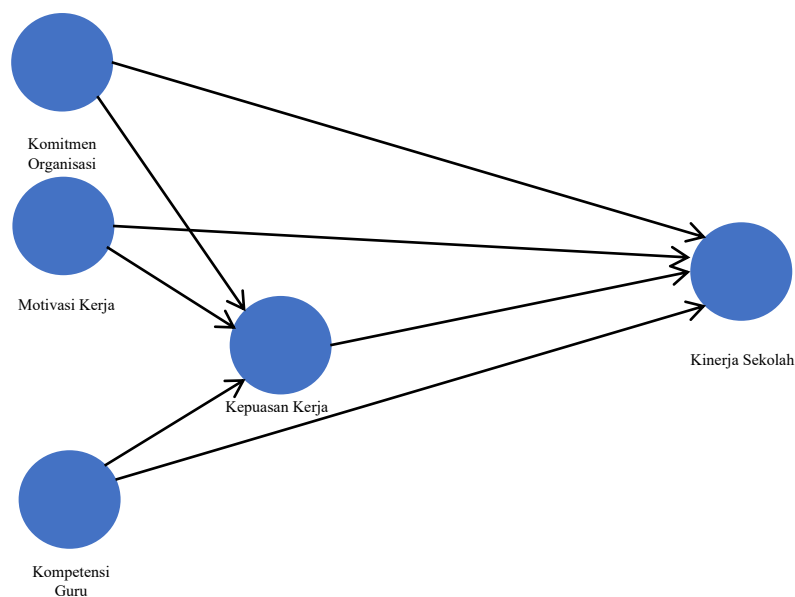 Komitmen
Organisasi
Motivasi Kerja
Kepuasan Kerja
Kinerja Sekolah
Kompetensi
Guru